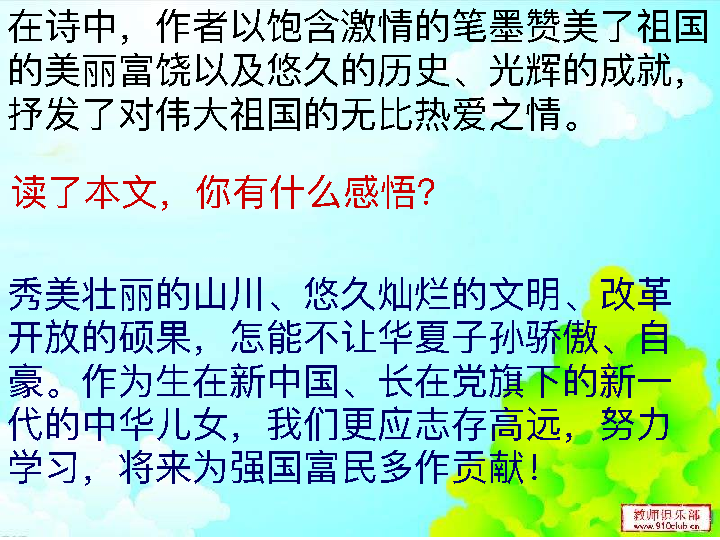 在诗中，作者以饱含激情的笔墨赞美了祖国
的美丽富饶以及悠久的历史、光辉的成就，
抒发了对伟大祖国的无比热爱之情。
读了本文，你有什么感悟？
秀美壮丽的山川、悠久灿烂的文明、改革
开放的硕果，怎能不让华夏子孙骄傲、自
豪。作为生在新中国、长在党旗下的新一
代的中华儿女，我们更应志存高远，努力
学习，将来为强国富民多作贡献！
教师俱乐部
www.910club.cn